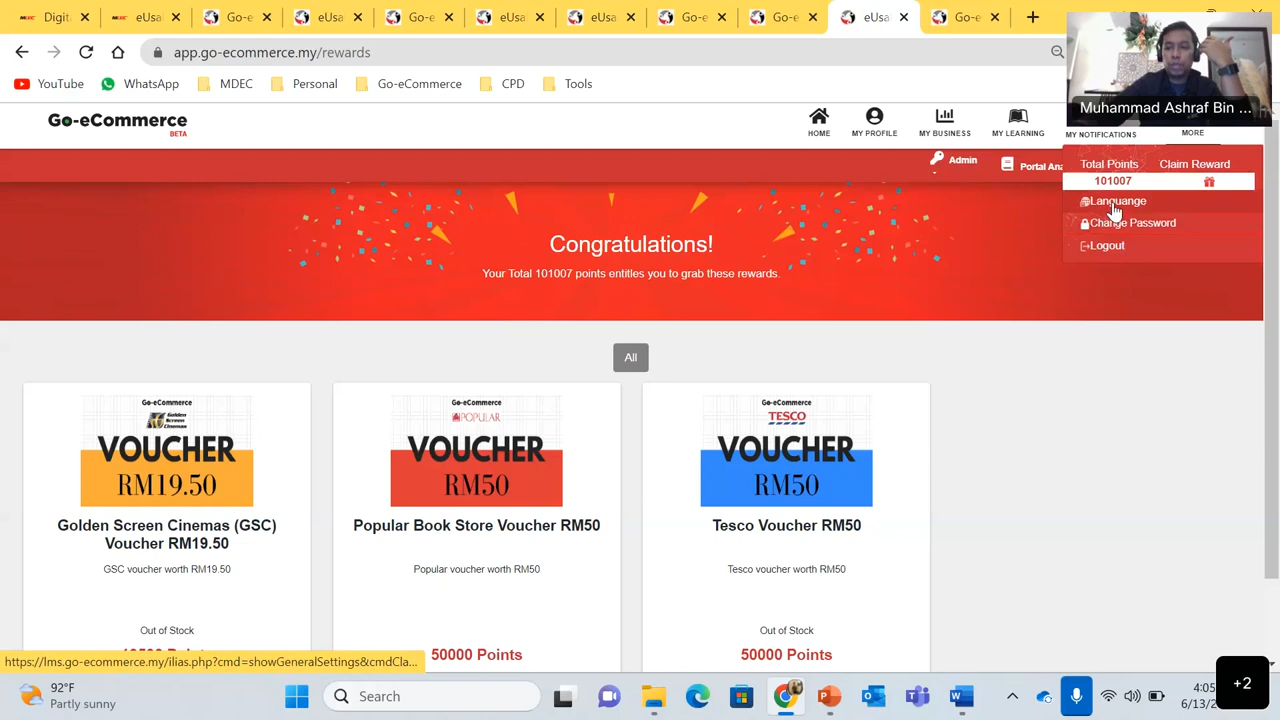 Digit
eUsa
Go-e
eUsa
Go-e
eUsa
eUsa
Go-e
Go-e
eUsa
Go-e
app.go-ecommerce.my/rewards
YouTube WhatsApp MDEC Personal Go-eCommerce CPD Tools
Muhammad Ashraf Bin ...
Go-eCommerce
BETA
HOME MY PROFILE MY BUSINESS MY LEARNING MY NOTIFICATIONS MORE
Admin Portal Ana
Total Points Claim Reward
101007
Languange
Change Password
Logout
Congratulations!
Your Total 101007 points entitles you to grab these rewards.
All
Go-eCommerce
Golden Screen Cinemas
VOUCHER
RM19.50
Golden Screen Cinemas (GSC)
Voucher RM19.50
GSC voucher worth RM19.50
Out of Stock
Go-eCommerce
POPULAR
VOUCHER
RM50
Popular Book Store Voucher RM50
Popular voucher worth RM50
50000 Points
Go-eCommerce
TESCO
VOUCHER
RM50
Tesco Voucher RM50
Tesco voucher worth RM50
Out of Stock
50000 Points
https://lms.go-ecommerce.my/ilias.php?cmd=showGeneralSettings&cmdCla...
92°F
Partly sunny
Search
4:05
6/13/2
+2